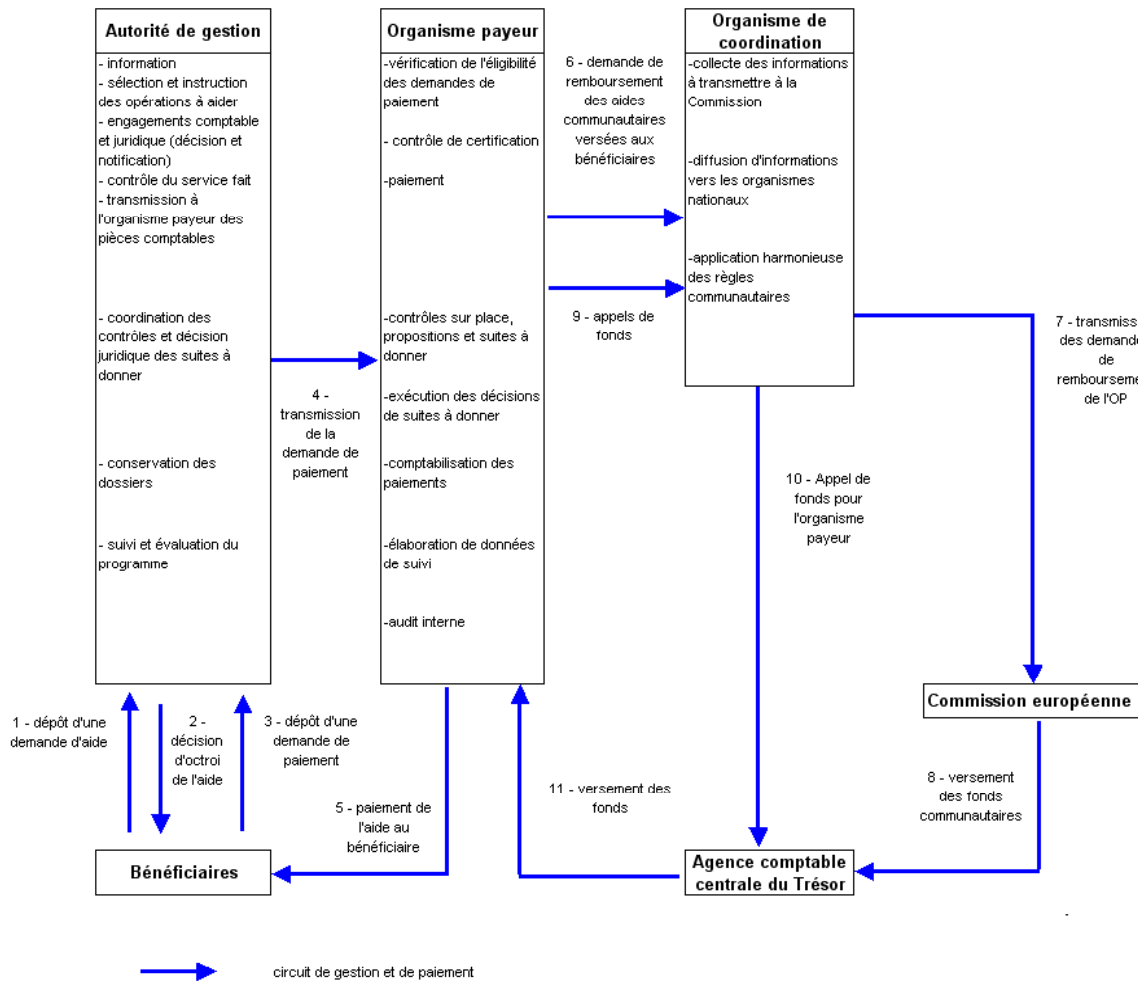 Autorité de gestion
- information
- sélection et instruction
des opérations à aider
- engagements comptable
et juridique (décision et
notification)
- contrôle du service fait
- transmission à
l'organisme payeur des
pièces comptables
- coordination des
contrôles et décision
juridique des suites à
donner
- conservation des
dossiers
- suivi et évaluation du
programme
4 -
transmission
de la
demande de
paiement
Organisme payeur
-vérification de l'éligibilité
des demandes de
paiement
- contrôle de certification
-paiement
-contrôles sur place,
propositions et suites à
donner
-exécution des décisions
de suites à donner
-comptabilisation des
paiements
-élaboration de données
de suivi
-audit interne
6 - demande de
remboursement
des aides
communautaires
versées aux
bénéficiaires
9 - appels de
fonds
Organisme de
coordination
-collecte des informations
à transmettre à la
Commission
-diffusion d'informations
vers les organismes
nationaux
-application harmonieuse
des règles
communautaires
7 - transmiss
des demand
de
remboursem
de l'OP
10 - Appel de
fonds pour
l'organisme
payeur
Commission européenne
1 - dépôt d'une
demande d'aide
2 -
décision
d'octroi
de l'aide
3 - dépôt d'une
demande de
paiement
5 - paiement de
l'aide au
bénéficiaire
11 - versement des
fonds
8 - versement
des fonds
communautaires
Bénéficiaires
Agence comptable
centrale du Trésor
circuit de gestion et de paiement